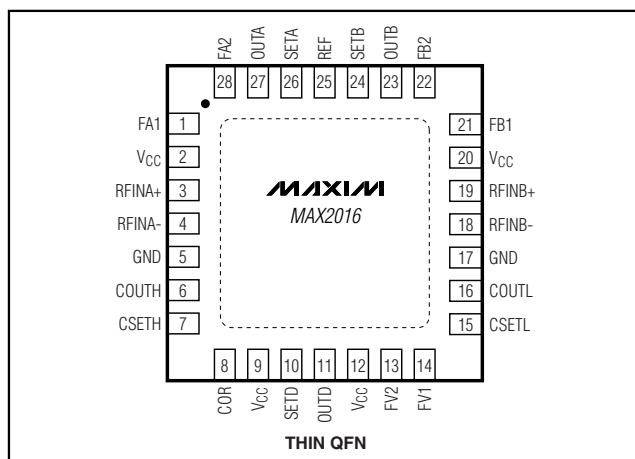 FA2 OUTA SETA REF SETB OUTB FB2
28 27 26 25 24 23 22
FA1 1 21 FB1
VCC 2 20 VCC
RFINA+ 3 19 RFINB+
MAXIM
RFINA- 4 18 RFINB-
MAX2016
GND 5 17 GND
COUTH 6 16 COUTL
CSETH 7 15 CSETL
8 9 10 11 12 13 14
COR VCC SETD OUTD VCC FV2 FV1
THIN QFN